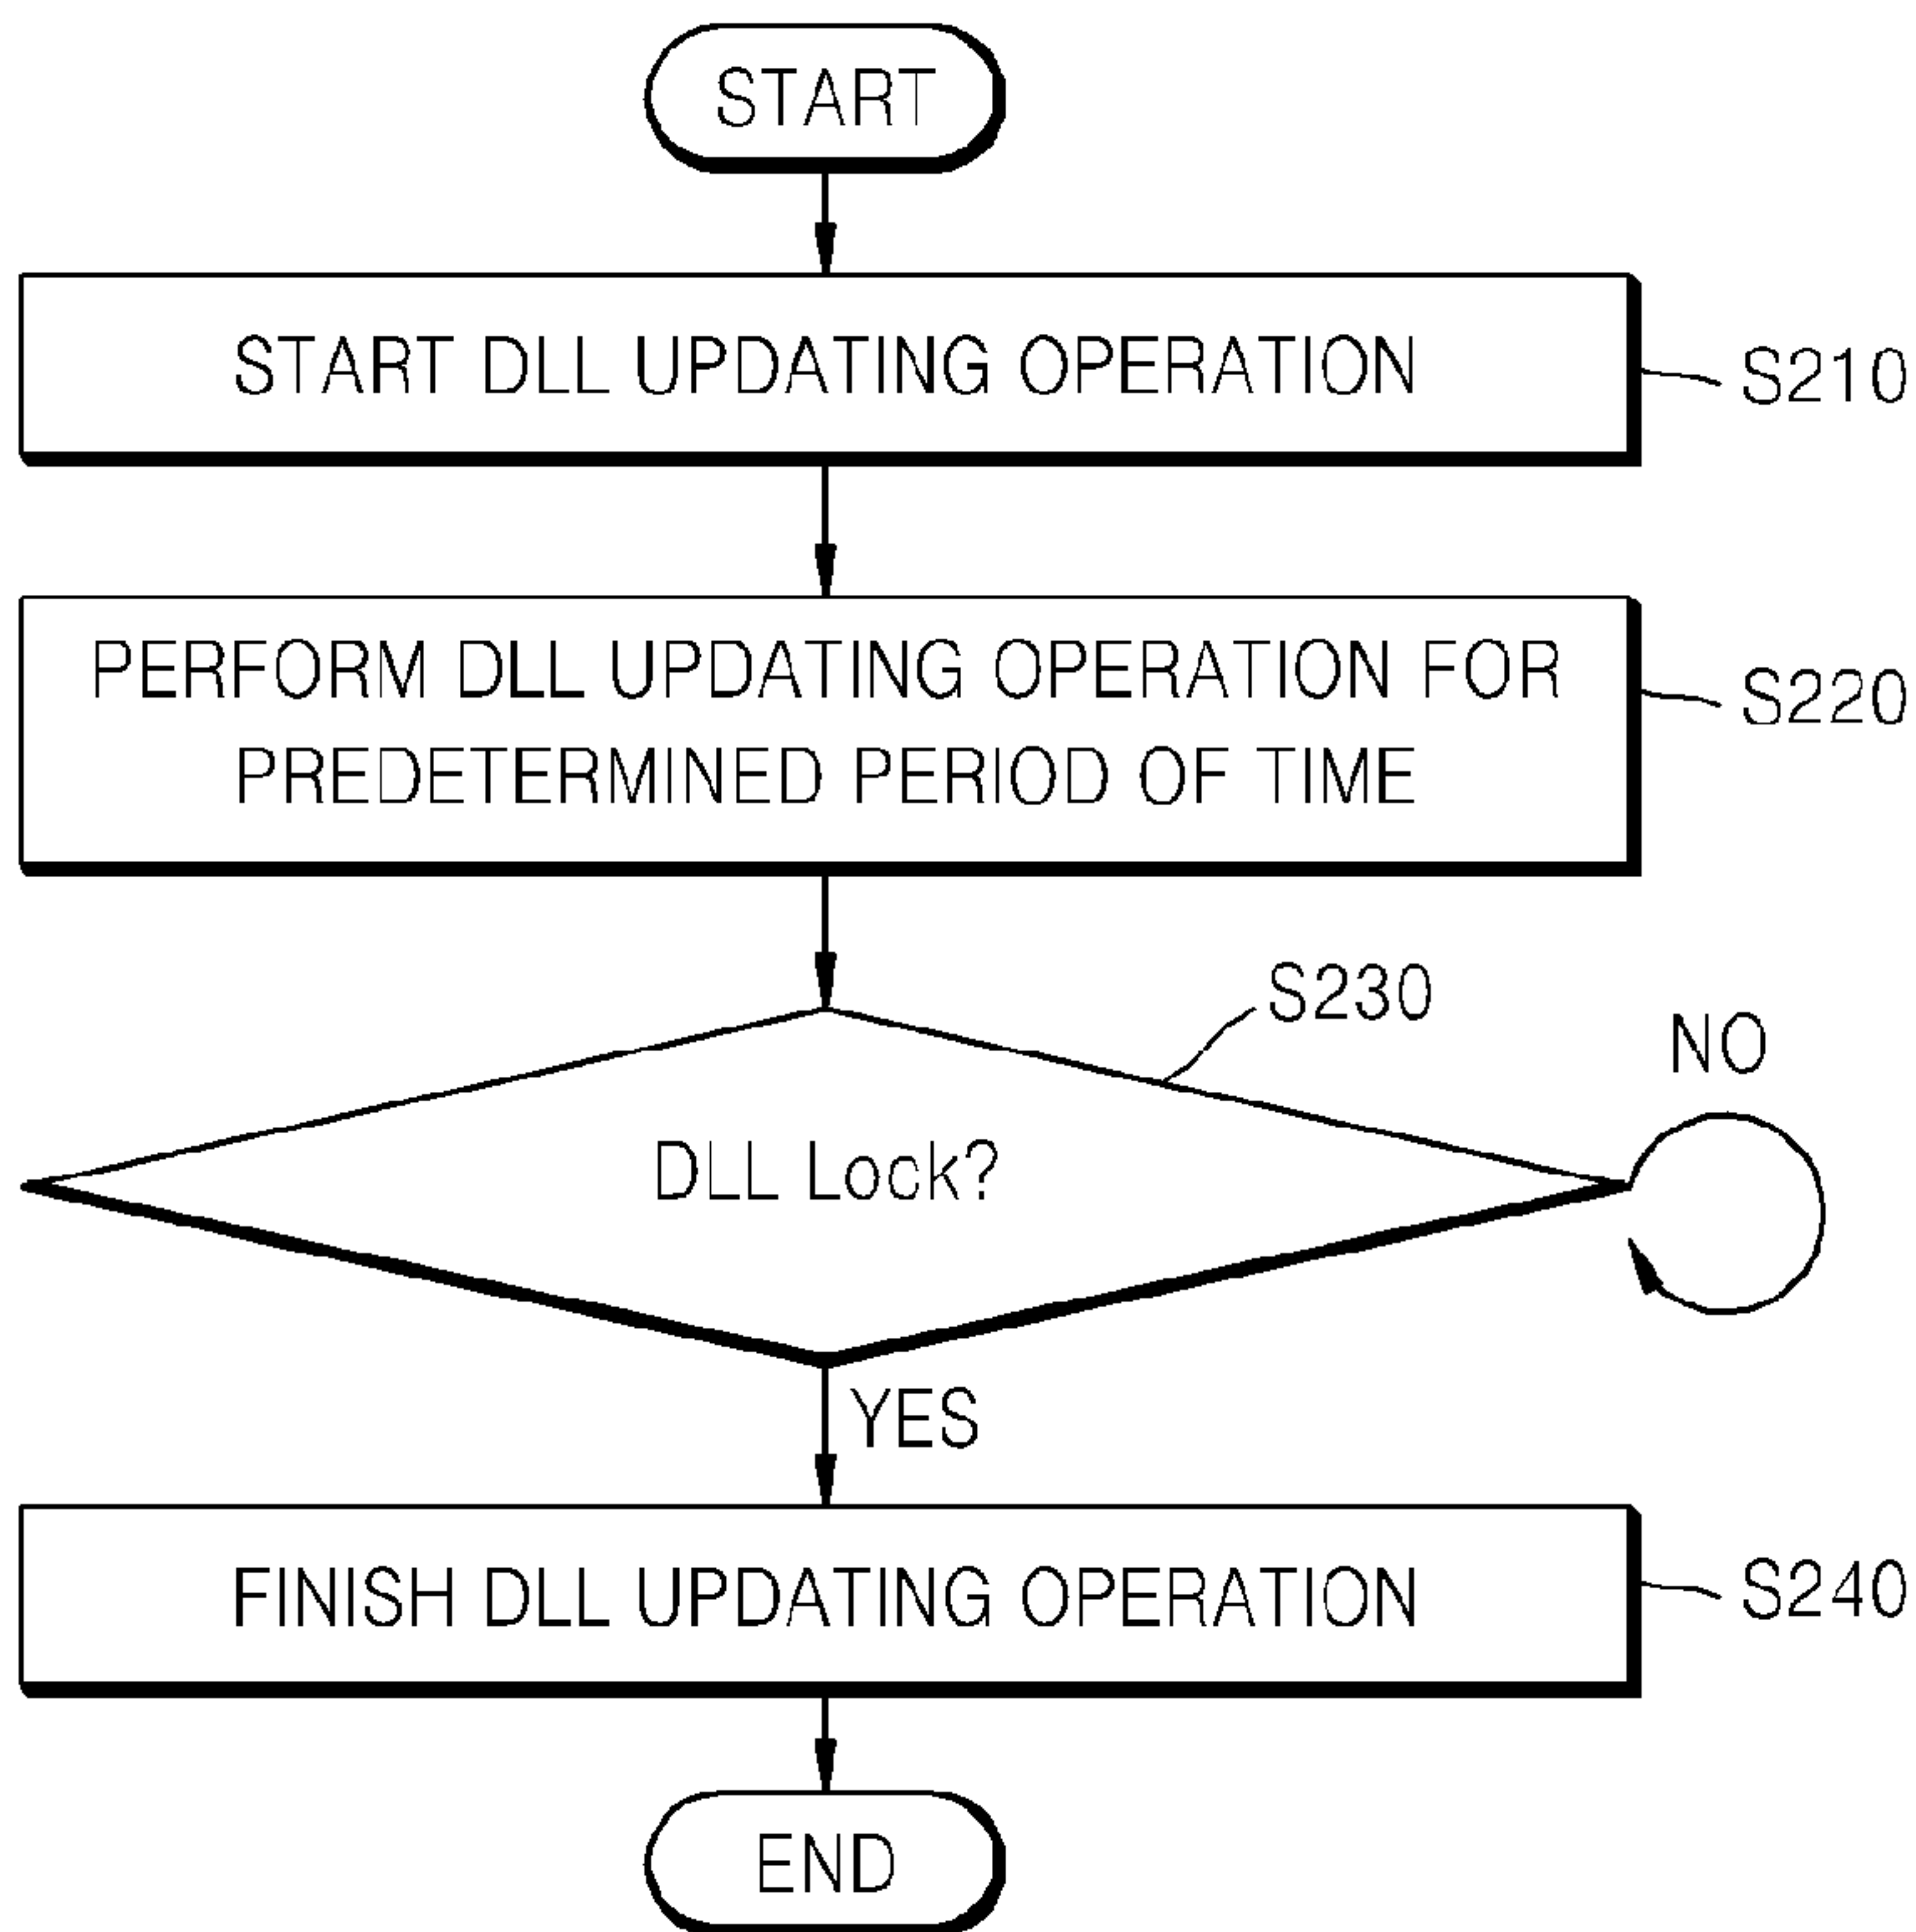 START
START DLL UPDATING OPERATION
S210
PERFORM DLL UPDATING OPERATION FOR
PREDETERMINED PERIOD OF TIME
S220
S230
NO
DLL Lock?
YES
FINISH DLL UPDATING OPERATION
S240
END